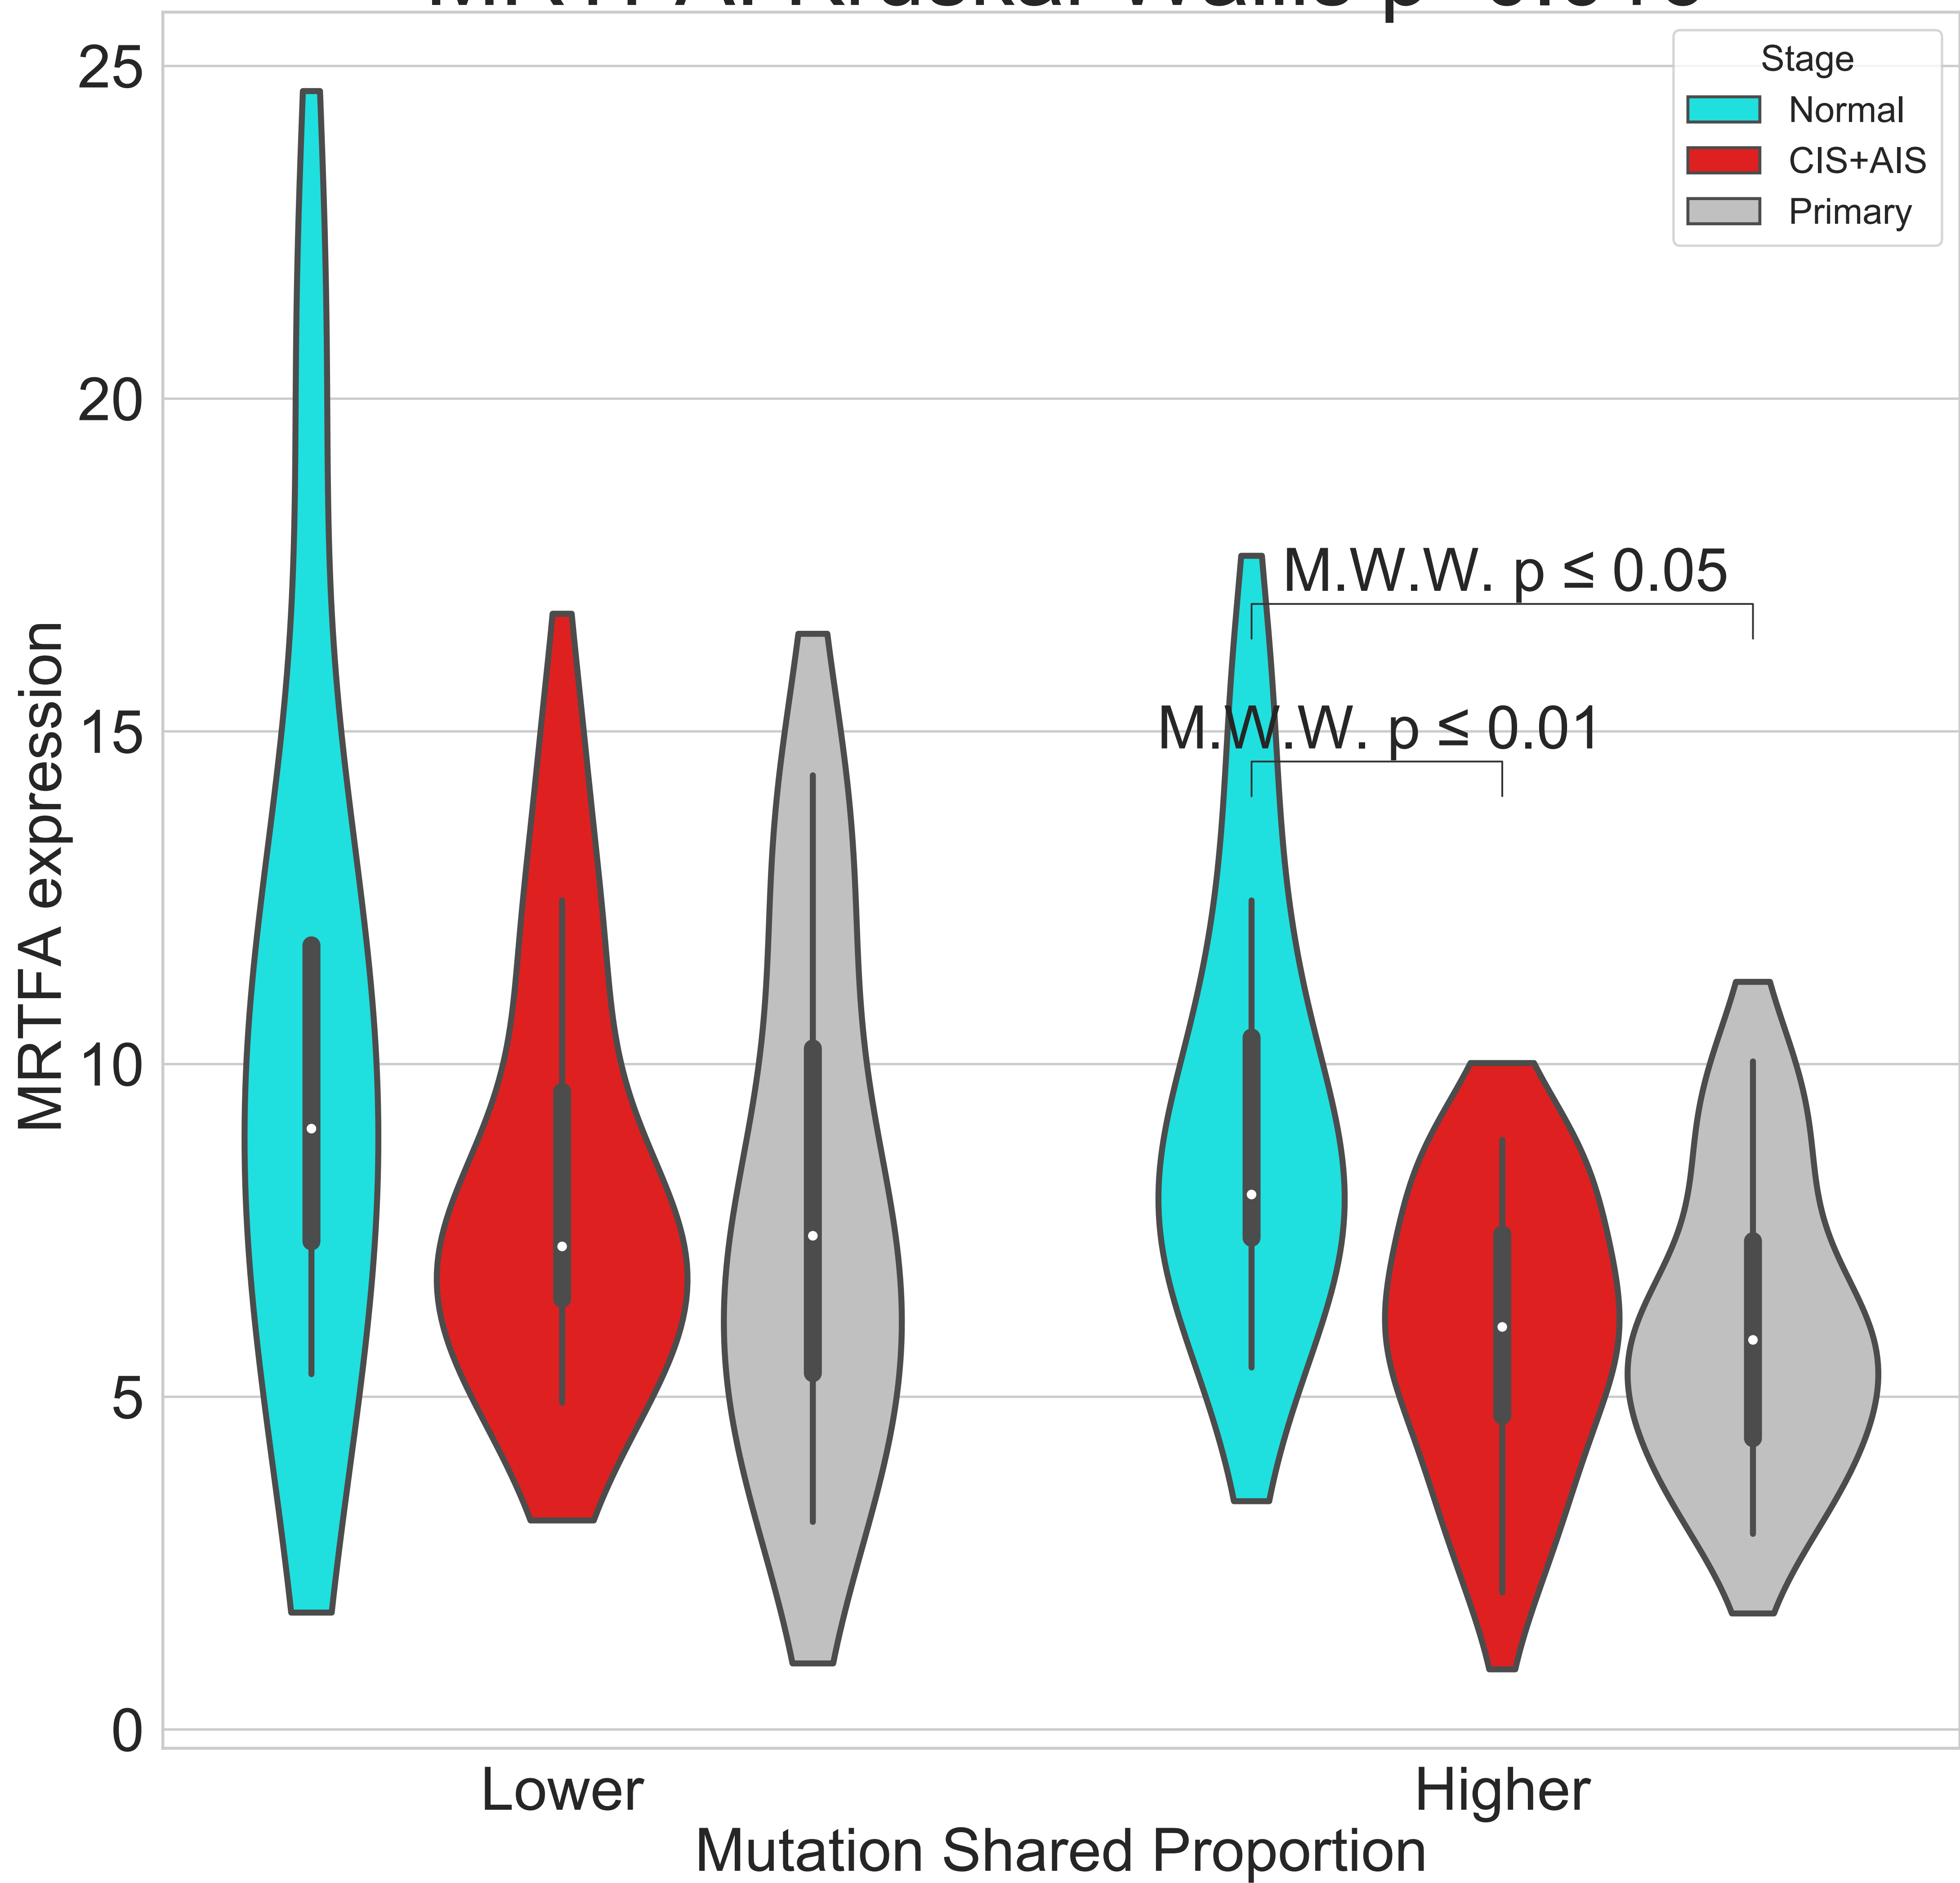 25
20
15
10
5
0
MRTFA expression
Stage
Normal
CIS+AIS
Primary
M.W.W. p ≤ 0.05
M.W.W. p ≤ 0.01
Lower
Higher
Mutation Shared Proportion